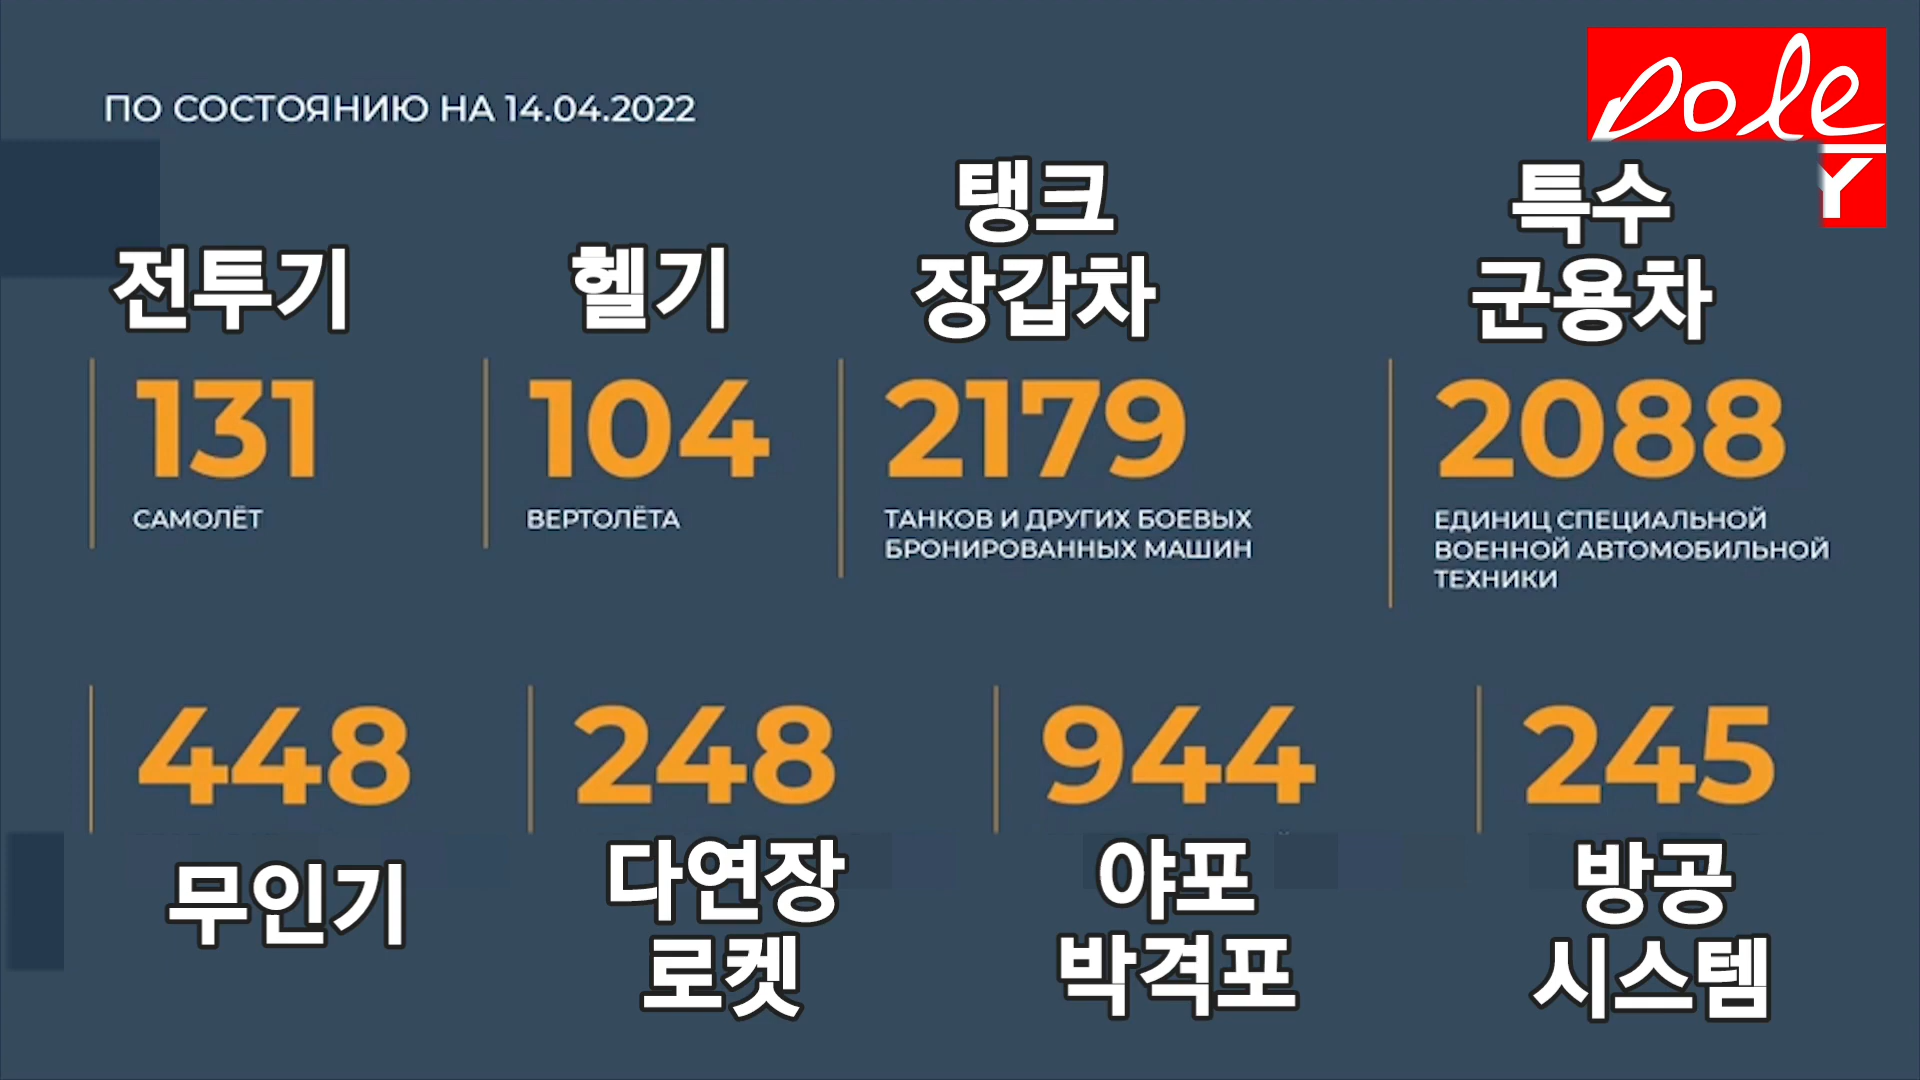 ПО СОСТОЯНИЮ НА 14.04.2022
Dole
Y
전투기
헬기
탱크
장갑차
특수
군용차
131
САМОЛЁТ
104
ВЕРТОЛЁТА
2179
ТАНКОВ И ДРУГИХ БОЕВЫХ
БРОНИРОВАННЫХ МАШИН
2088
ЕДИНИЦ СПЕЦИАЛЬНОЙ
ВОЕННОЙ АВТОМОБИЛЬНОЙ
ТЕХНИКИ
448
무인기
248
다연장
로켓
944
야포
박격포
245
방공
시스템